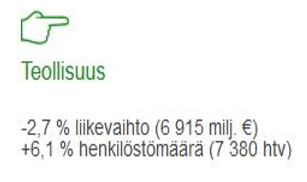 Teollisuus
-2,7 % liikevaihto (6 915 milj. €)
+6,1 % henkilöstömäärä (7 380 htv)